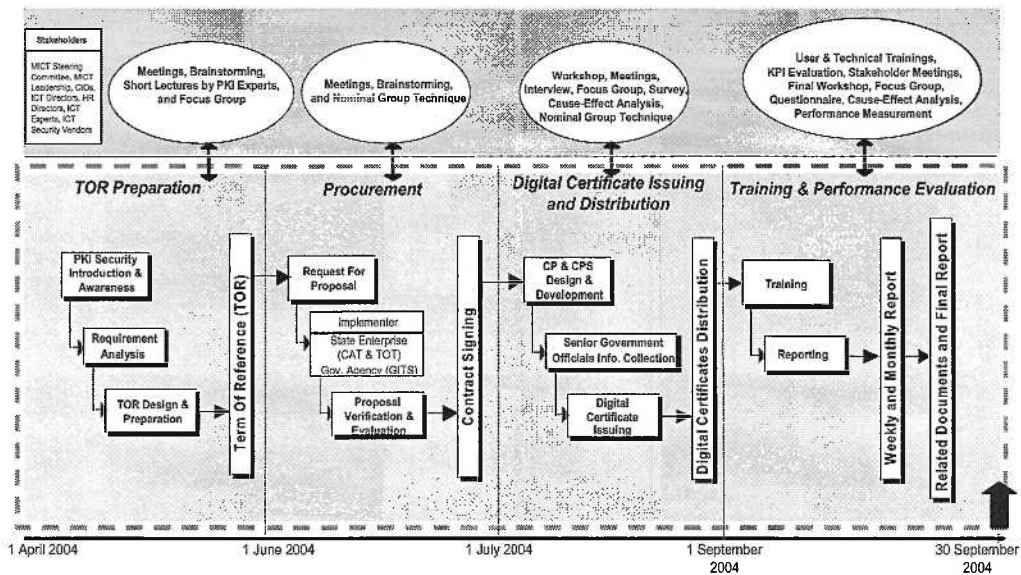 Stakeholders
MICT Steering
Committee, MICT
Leadership, CIOs,
ICT Directors, HR
Directors, ICT
Experts, ICT
Security Vendors
Meetings, Brainstorming,
Short Lectures by PKI Experts,
and Focus Group
Meetings, Brainstorming,
and Nominal Group Technique
Workshop, Meetings,
Interview, Focus Group, Survey,
Cause-Effect Analysis,
Nominal Group Technique
User & Technical Trainings,
KPI Evaluation, Stakeholder Meetings,
Final Workshop, Focus Group,
Questionnaire, Cause-Effect Analysis,
Performance Measurement
TOR Preparation
PKI Security
Introduction &
Awareness
Requirement
Analysis
TOR Design &
Preparation
Term Of Reference (TOR)
Procurement
Request For
Proposal
Implementer
State Enterprise
(CAT & TOT)
Gov. Agency (GITS)
Proposal
Verification &
Evaluation
Contract Signing
Digital Certificate Issuing
and Distribution
CP & CPS
Design &
Development
Senior Government
Officials Info. Collection
Digital
Certificate
Issuing
Digital Certificates Distribution
Training & Performance Evaluation
Training
Reporting
Weekly and Monthly Report
Related Documents and Final Report
1 April 2004
1 June 2004
1 July 2004
1 September
2004
30 September
2004